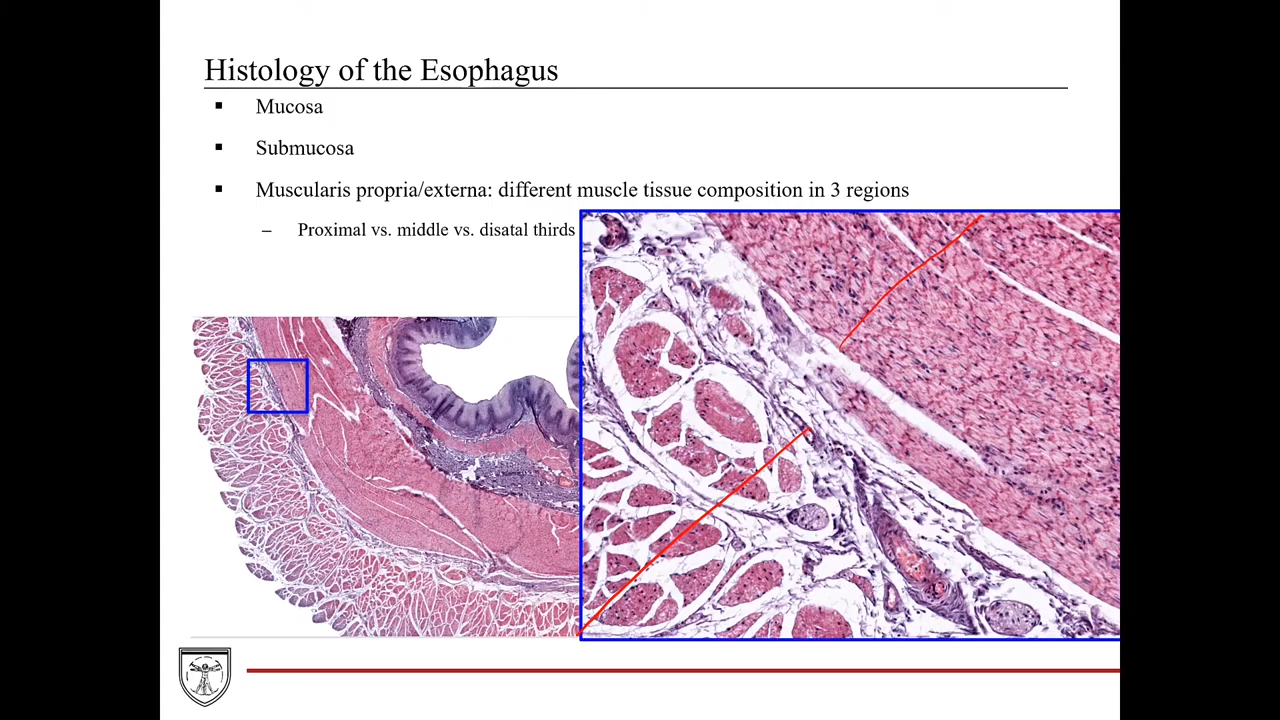 Histology of the Esophagus
Mucosa
Submucosa
Muscularis propria/externa: different muscle tissue composition in 3 regions
– Proximal vs. middle vs. disatal thirds